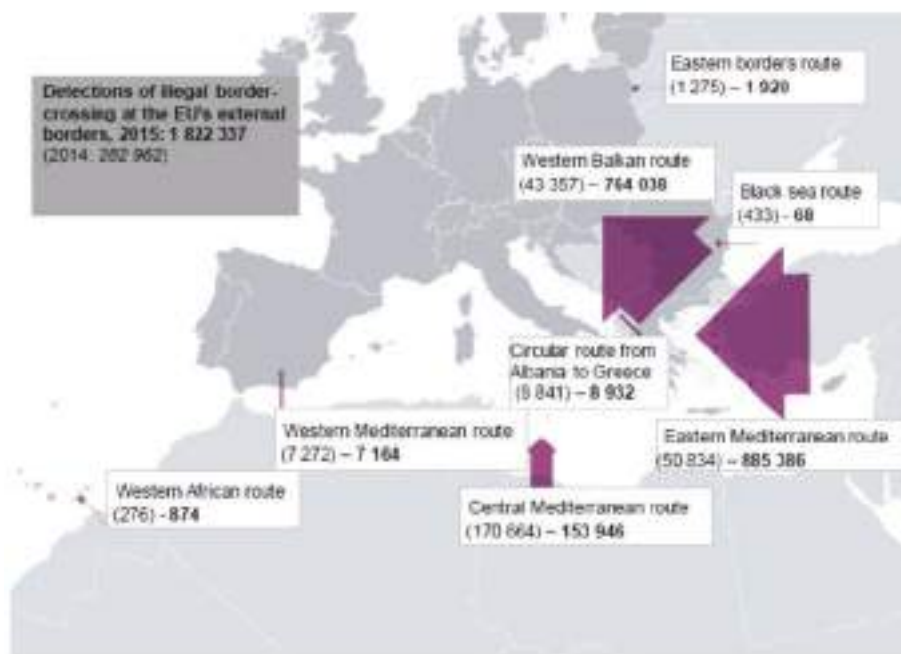 Detections of illegal border-
crossing at the EU's external
borders, 2015: 1 822 337
(2014: 282 962)
Eastern borders route
(1 275) – 1 920
Western Balkan route
(43 357) – 764 038
Black sea route
(433) - 68
Circular route from
Albania to Greece
(8 841) – 8 932
Western Mediterranean route
(7 272) – 7 164
Eastern Mediterranean route
(50 834) – 885 386
Western African route
(276) - 874
Central Mediterranean route
(170 664) – 153 946